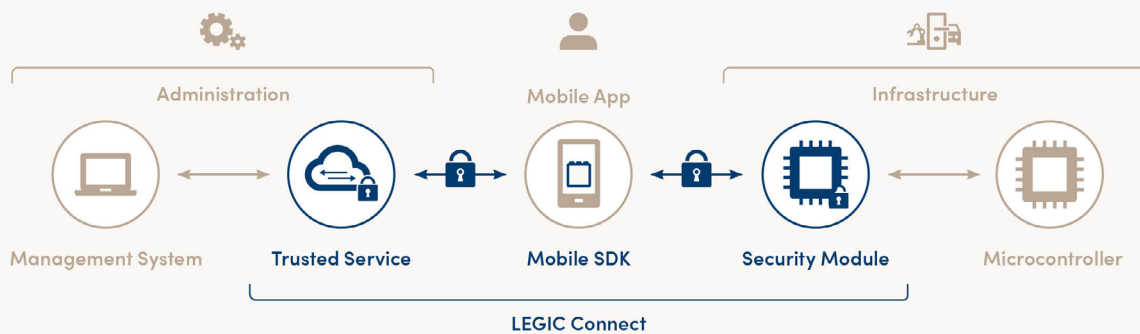 Administration
Mobile App
Infrastructure
Management System
Trusted Service
Mobile SDK
Security Module
Microcontroller
LEGIC Connect